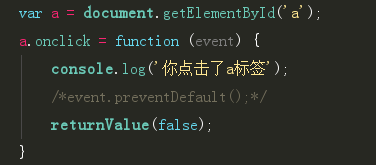 var a = document.getElementById('a');
a.onclick = function (event) {
console.log('你点击了a标签');
/*event.preventDefault();*/
returnValue(false);
}